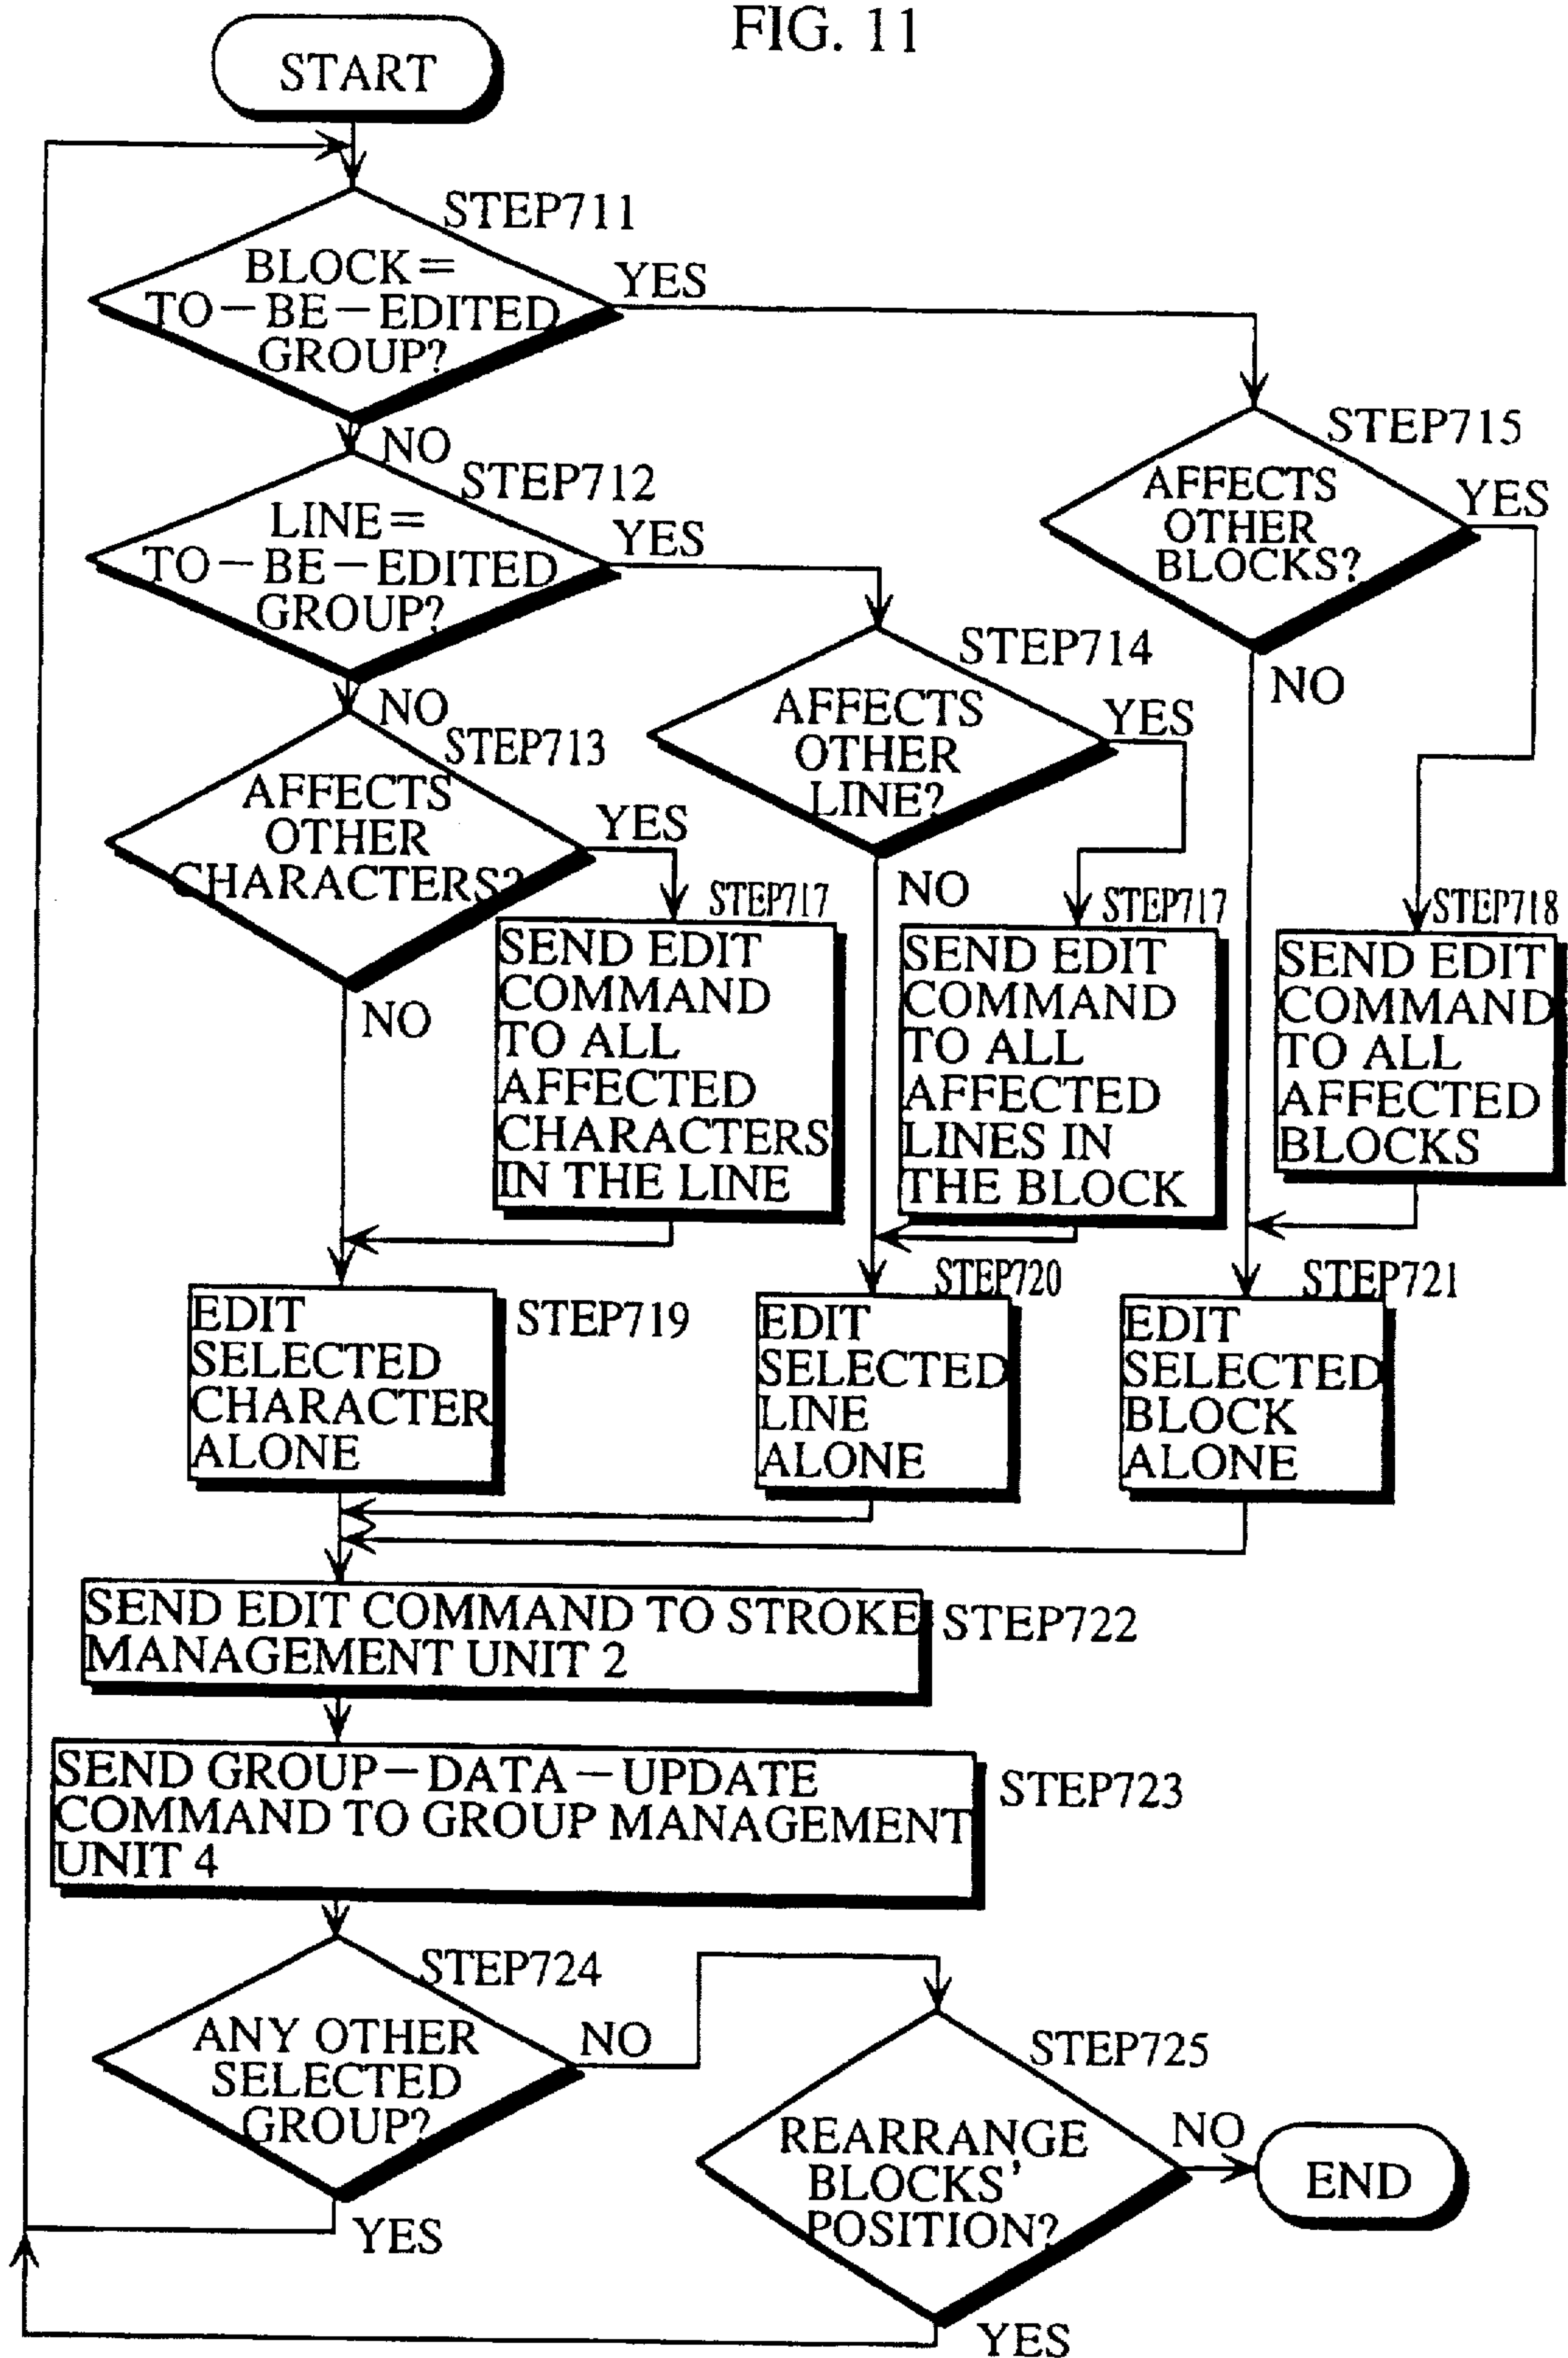 FIG. 11
START
STEP711
BLOCK=
TO-BE-EDITED
GROUP?
YES
NO
STEP712
LINE=
TO-BE-EDITED
GROUP?
YES
NO
STEP715
AFFECTS
OTHER
BLOCKS?
YES
NO
STEP714
AFFECTS
OTHER
LINE?
YES
NO
STEP713
AFFECTS
OTHER
CHARACTERS?
YES
NO
STEP717
SEND EDIT
COMMAND
TO ALL
AFFECTED
CHARACTERS
IN THE LINE
STEP717
SEND EDIT
COMMAND
TO ALL
AFFECTED
LINES IN
THE BLOCK
STEP718
SEND EDIT
COMMAND
TO ALL
AFFECTED
BLOCKS
STEP719
EDIT
SELECTED
CHARACTER
ALONE
STEP720
EDIT
SELECTED
LINE
ALONE
STEP721
EDIT
SELECTED
BLOCK
ALONE
SEND EDIT COMMAND TO STROKE
MANAGEMENT UNIT 2
STEP722
SEND GROUP-DATA-UPDATE
COMMAND TO GROUP MANAGEMENT
UNIT 4
STEP723
STEP724
ANY OTHER
SELECTED
GROUP?
NO
YES
STEP725
REARRANGE
BLOCKS'
POSITION?
NO
YES
END